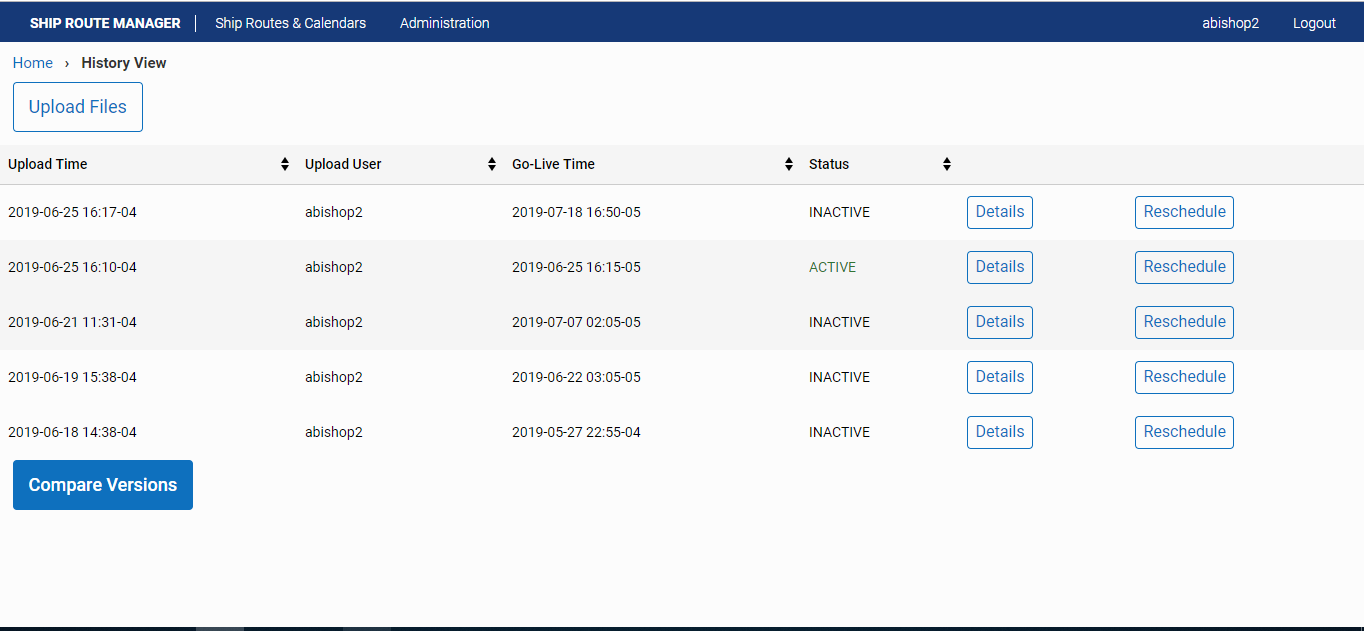 SHIP ROUTE MANAGER Ship Routes & Calendars Administration abishop2 Logout
Home › History View
Upload Files
Upload Time Upload User Go-Live Time Status
2019-06-25 16:17-04 abishop2 2019-07-18 16:50-05 INACTIVE Details Reschedule
2019-06-25 16:10-04 abishop2 2019-06-25 16:15-05 ACTIVE Details Reschedule
2019-06-21 11:31-04 abishop2 2019-07-07 02:05-05 INACTIVE Details Reschedule
2019-06-19 15:38-04 abishop2 2019-06-22 03:05-05 INACTIVE Details Reschedule
2019-06-18 14:38-04 abishop2 2019-05-27 22:55-04 INACTIVE Details Reschedule
Compare Versions